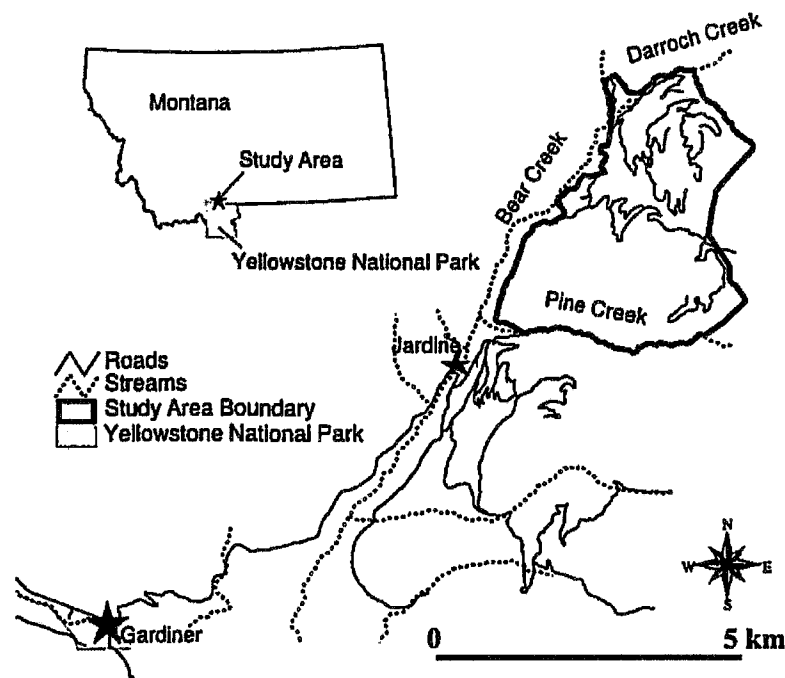 Darroch Creek
Montana
Study Area
Bear Creek
Yellowstone National Park
Pine Creek
Jardine
Roads
Streams
Study Area Boundary
Yellowstone National Park
N
W E
S
Gardiner
0 5 km